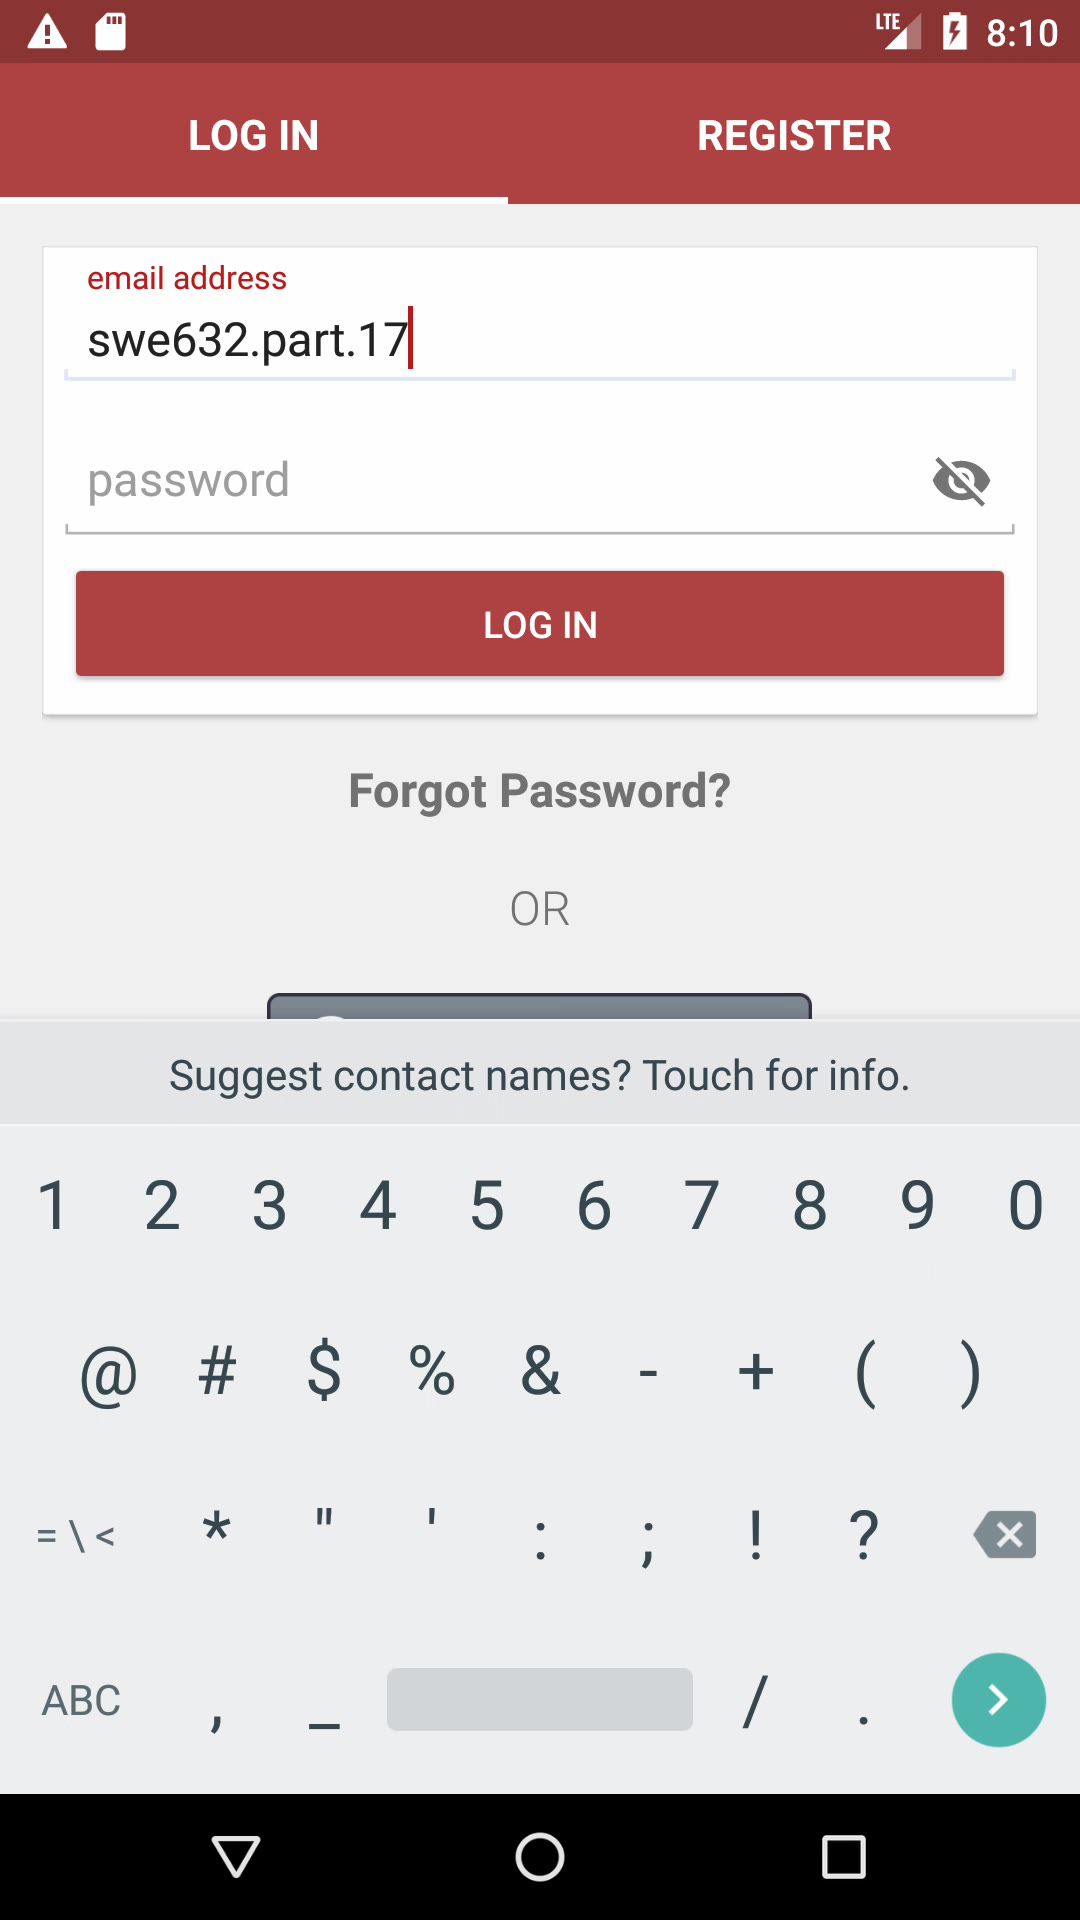 LTE 8:10
LOG IN REGISTER
email address
swe632.part.17
password
LOG IN
Forgot Password?
OR
Suggest contact names? Touch for info.
1 2 3 4 5 6 7 8 9 0
@ # $ % & - + ( )
= \ < * " ' : ; ! ?
ABC , _ / .